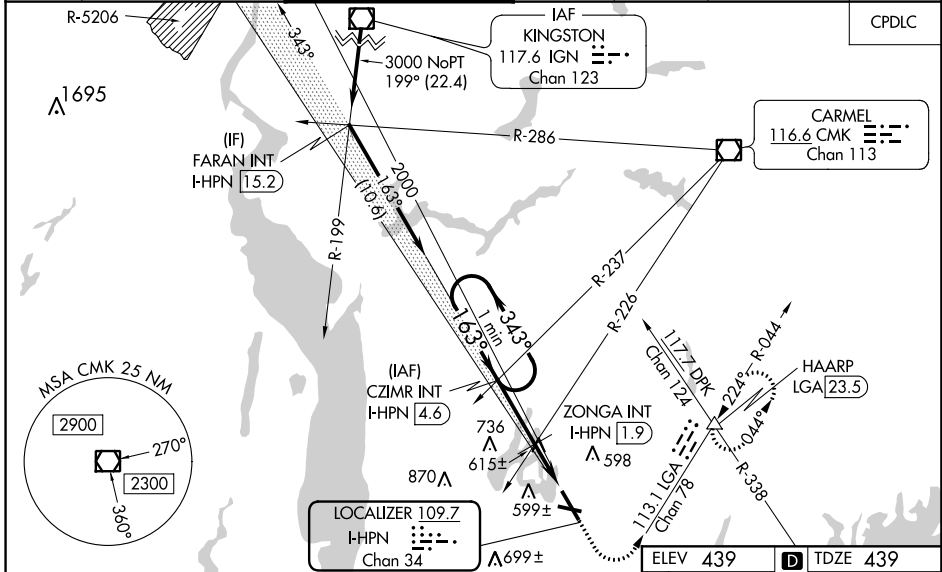 R-5206
343°
IAF
KINGSTON
117.6 IGN
Chan 123
CPDLC
3000 NoPT
199° (22.4)
1695
CARMEL
116.6 CMK
Chan 113
R-286
(IF)
FARAN INT
I-HPN 15.2
2000
163°
(10.6)
R-199
R-237
R-226
163°
1 min
343°
(IAF)
CZIMR INT
I-HPN 4.6
117.7 DPK
Chan 124
R-044
224°
044°
HAARP
LGA 23.5
MSA CMK 25 NM
2900
270°
2300
360°
736
615±
ZONGA INT
I-HPN 1.9
598
870
599±
113.1 LGA
Chan 78
R-338
LOCALIZER 109.7
I-HPN
Chan 34
699±
ELEV 439
D
TDZE 439